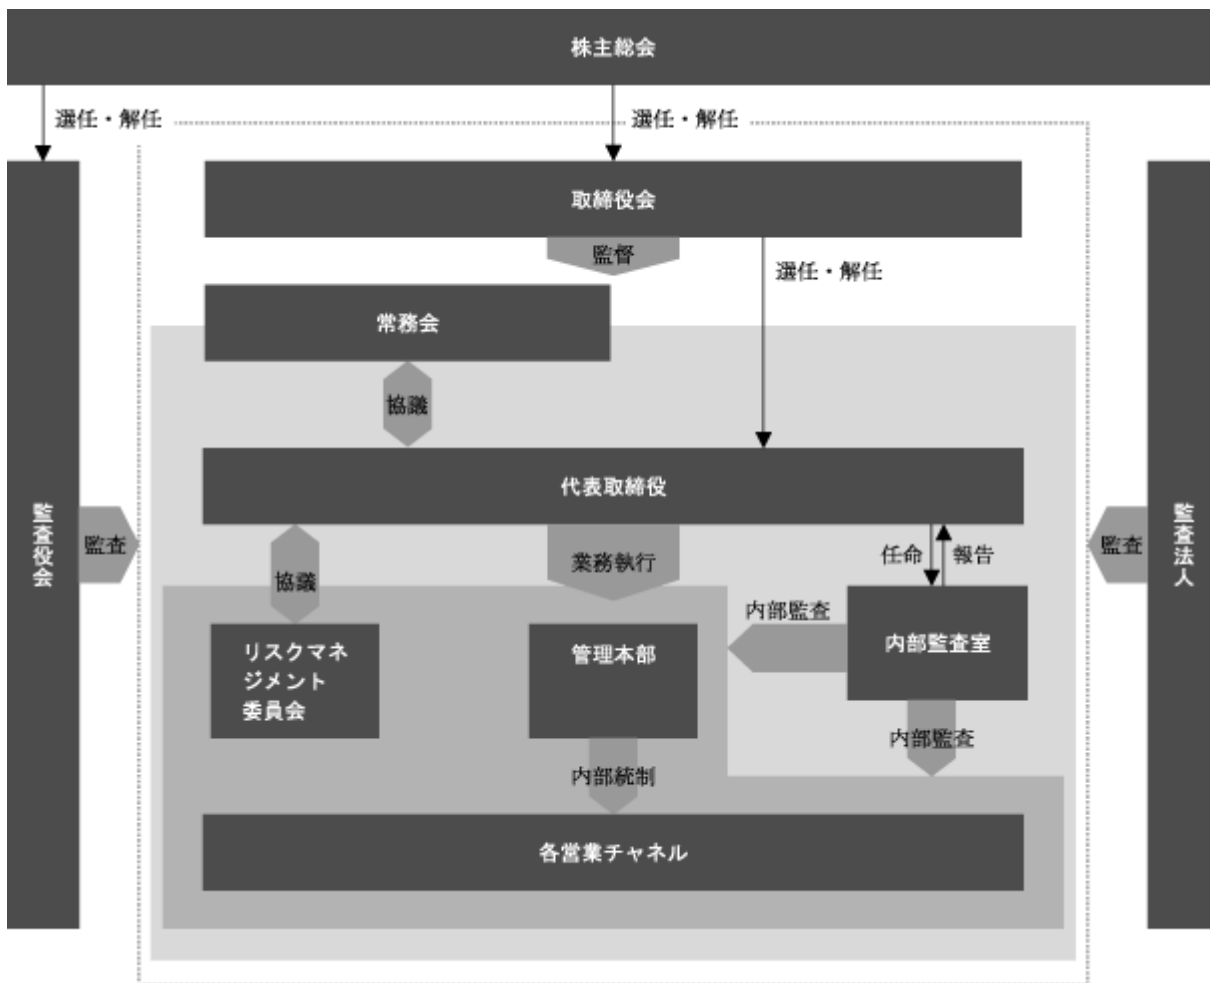 株主総会
選任・解任
選任・解任
取締役会
監督
選任・解任
常務会
協議
代表取締役
監査役会
監査
監査
監査法人
協議
業務執行
任命
報告
内部監査
リスクマネ
ジメント
委員会
管理本部
内部監査室
内部監査
内部統制
各営業チャネル